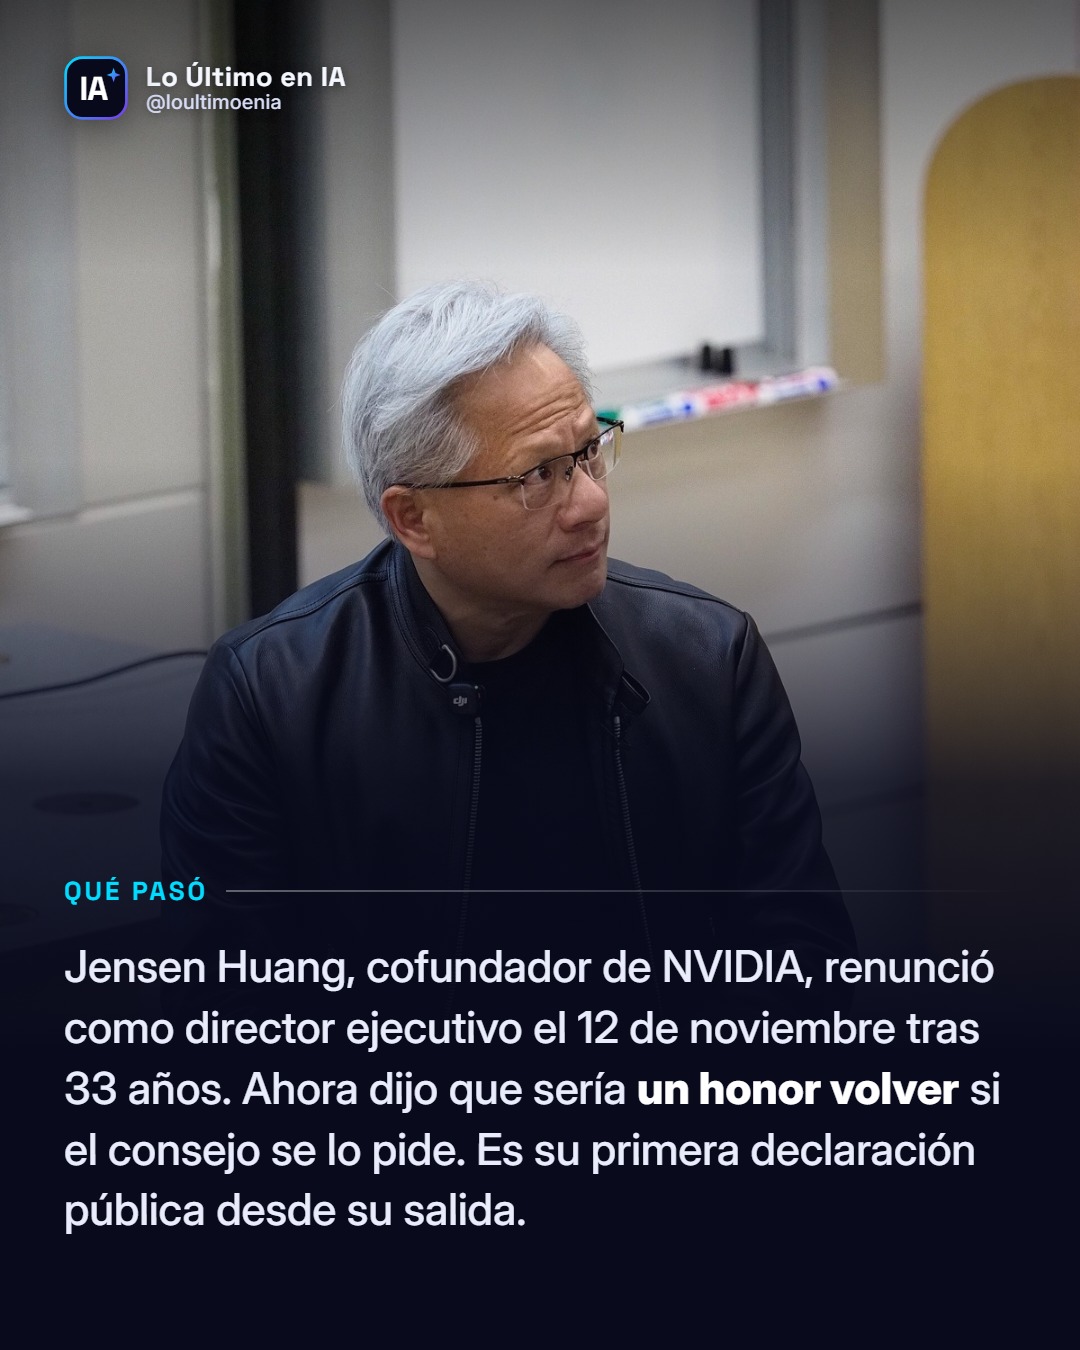 IA
Lo Último en IA
@loultimoenia
dji
QUÉ PASÓ
Jensen Huang, cofundador de NVIDIA, renunció
como director ejecutivo el 12 de noviembre tras
33 años. Ahora dijo que sería un honor volver si
el consejo se lo pide. Es su primera declaración
pública desde su salida.